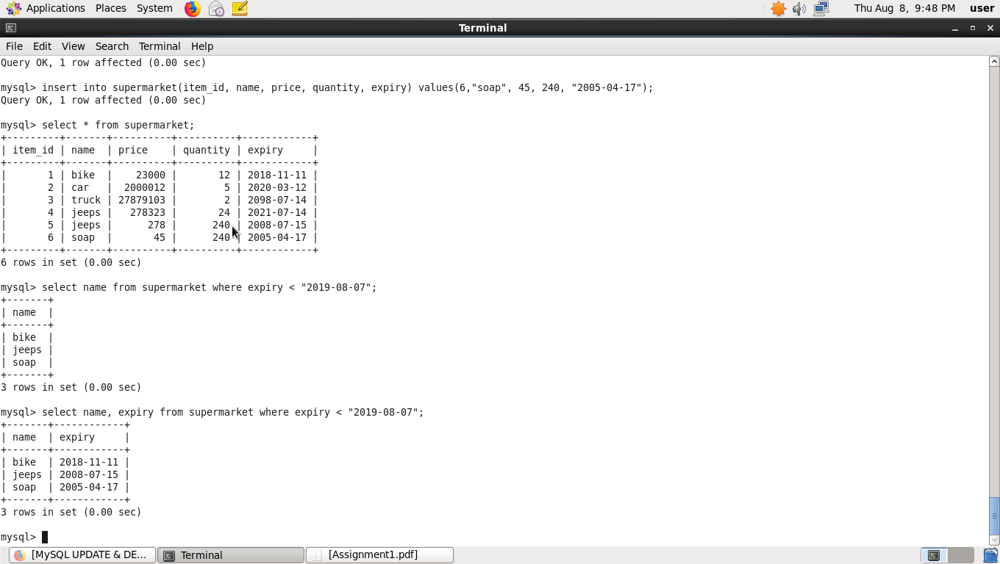 Applications Places System Thu Aug 8, 9:48 PM user
Terminal
File Edit View Search Terminal Help
Query OK, 1 row affected (0.00 sec)
mysql> insert into supermarket(item_id, name, price, quantity, expiry) values(6,"soap", 45, 240, "2005-04-17");
Query OK, 1 row affected (0.00 sec)
mysql> select * from supermarket;
+---------+-------+----------+----------+------------+
| item_id | name  | price    | quantity | expiry     |
+---------+-------+----------+----------+------------+
|       1 | bike  |    23000 |       12 | 2018-11-11 |
|       2 | car   |  2000012 |        5 | 2020-03-12 |
|       3 | truck | 27879103 |        2 | 2098-07-14 |
|       4 | jeeps |   278323 |       24 | 2021-07-14 |
|       5 | jeeps |      278 |      240 | 2008-07-15 |
|       6 | soap  |       45 |      240 | 2005-04-17 |
+---------+-------+----------+----------+------------+
6 rows in set (0.00 sec)
mysql> select name from supermarket where expiry < "2019-08-07";
+-------+
| name  |
+-------+
| bike  |
| jeeps |
| soap  |
+-------+
3 rows in set (0.00 sec)
mysql> select name, expiry from supermarket where expiry < "2019-08-07";
+-------+------------+
| name  | expiry     |
+-------+------------+
| bike  | 2018-11-11 |
| jeeps | 2008-07-15 |
| soap  | 2005-04-17 |
+-------+------------+
3 rows in set (0.00 sec)
mysql>
[MySQL UPDATE & DE... Terminal [Assignment1.pdf]